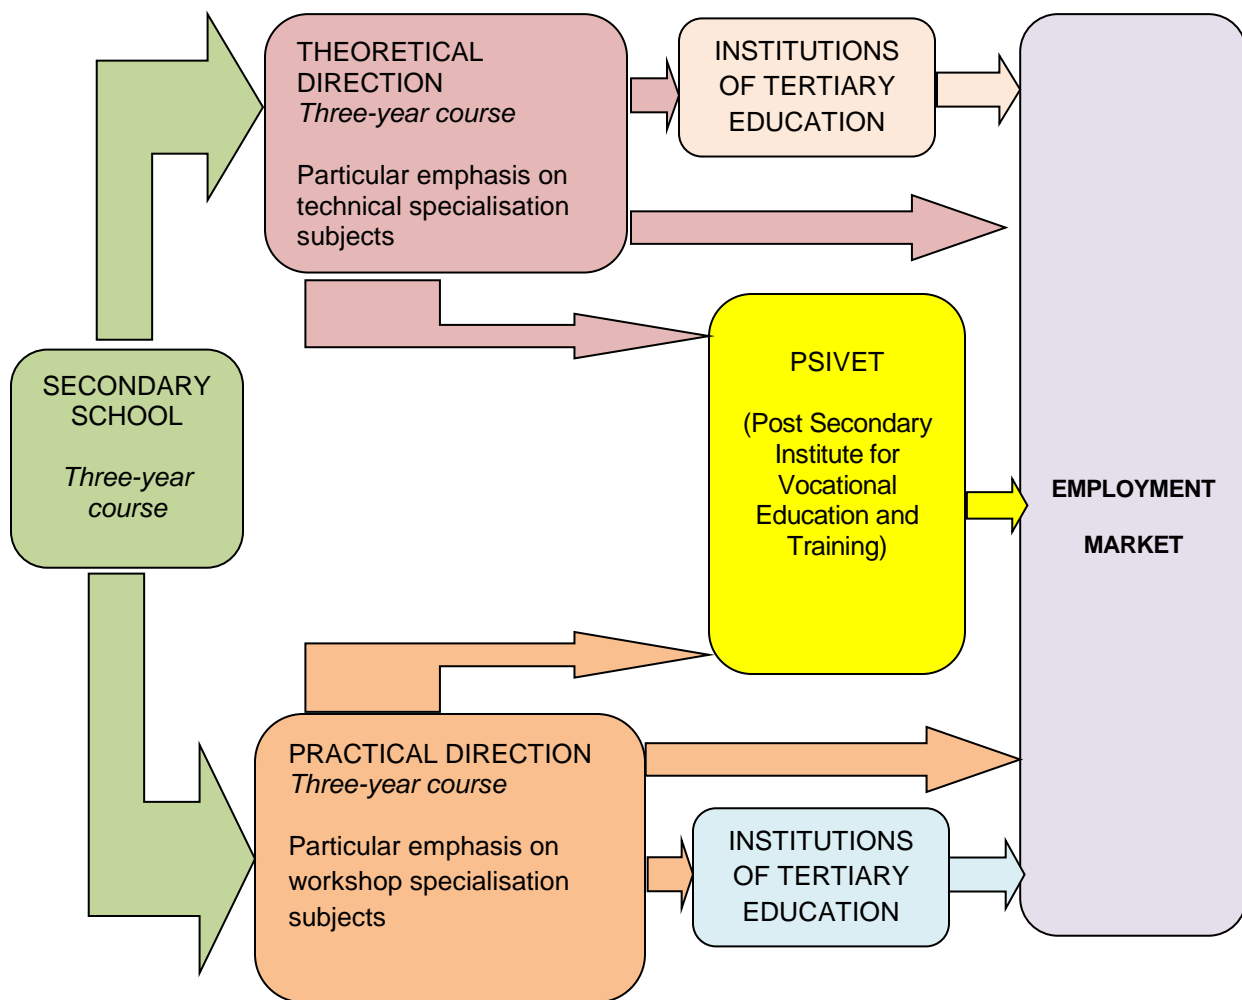 THEORETICAL
DIRECTION
Three-year course
Particular emphasis on
technical specialisation
subjects
INSTITUTIONS
OF TERTIARY
EDUCATION
SECONDARY
SCHOOL
Three-year
course
PSIVET
(Post Secondary
Institute for
Vocational
Education and
Training)
EMPLOYMENT
MARKET
PRACTICAL DIRECTION
Three-year course
Particular emphasis on
workshop specialisation
subjects
INSTITUTIONS
OF TERTIARY
EDUCATION